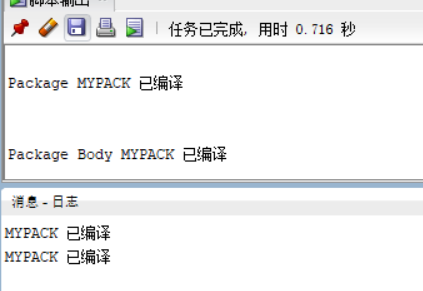 脚本输出
任务已完成, 用时 0.716 秒
Package MYPACK 已编译
Package Body MYPACK 已编译
消息 - 日志
MYPACK 已编译
MYPACK 已编译